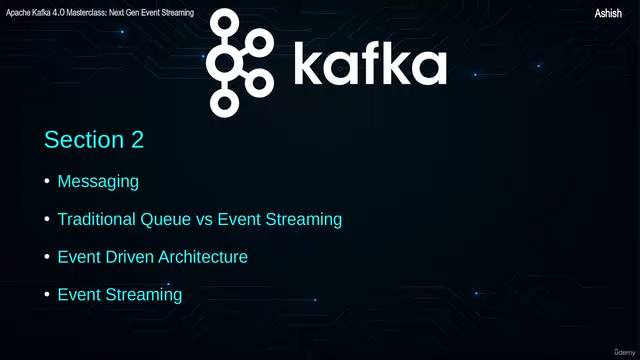 Apache Kafka 4.0 Masterclass: Next Gen Event Streaming
Ashish
kafka
Section 2
• Messaging
• Traditional Queue vs Event Streaming
• Event Driven Architecture
• Event Streaming
ûdemy